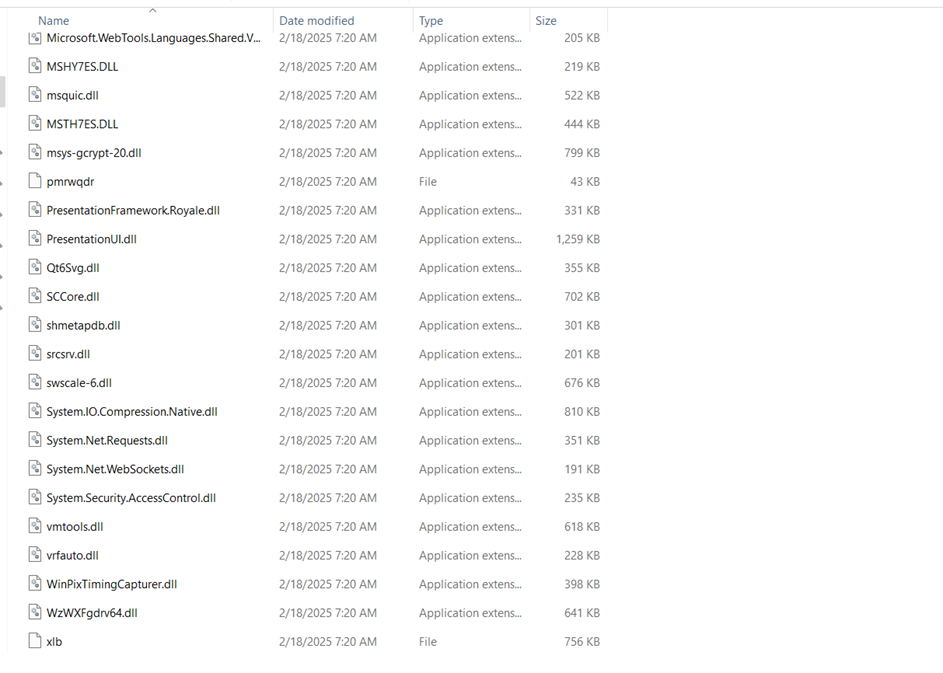 Name Date modified Type Size
Microsoft.WebTools.Languages.Shared.V... 2/18/2025 7:20 AM Application extens... 205 KB
MSHY7ES.DLL 2/18/2025 7:20 AM Application extens... 219 KB
msquic.dll 2/18/2025 7:20 AM Application extens... 522 KB
MSTH7ES.DLL 2/18/2025 7:20 AM Application extens... 444 KB
msys-gcrypt-20.dll 2/18/2025 7:20 AM Application extens... 799 KB
pmrwqdr 2/18/2025 7:20 AM File 43 KB
PresentationFramework.Royale.dll 2/18/2025 7:20 AM Application extens... 331 KB
PresentationUI.dll 2/18/2025 7:20 AM Application extens... 1,259 KB
Qt6Svg.dll 2/18/2025 7:20 AM Application extens... 355 KB
SCCore.dll 2/18/2025 7:20 AM Application extens... 702 KB
shmetapdb.dll 2/18/2025 7:20 AM Application extens... 301 KB
srcsrv.dll 2/18/2025 7:20 AM Application extens... 201 KB
swscale-6.dll 2/18/2025 7:20 AM Application extens... 676 KB
System.IO.Compression.Native.dll 2/18/2025 7:20 AM Application extens... 810 KB
System.Net.Requests.dll 2/18/2025 7:20 AM Application extens... 351 KB
System.Net.WebSockets.dll 2/18/2025 7:20 AM Application extens... 191 KB
System.Security.AccessControl.dll 2/18/2025 7:20 AM Application extens... 235 KB
vmtools.dll 2/18/2025 7:20 AM Application extens... 618 KB
vrfauto.dll 2/18/2025 7:20 AM Application extens... 228 KB
WinPixTimingCapturer.dll 2/18/2025 7:20 AM Application extens... 398 KB
WzWXFgdrv64.dll 2/18/2025 7:20 AM Application extens... 641 KB
xlb 2/18/2025 7:20 AM File 756 KB